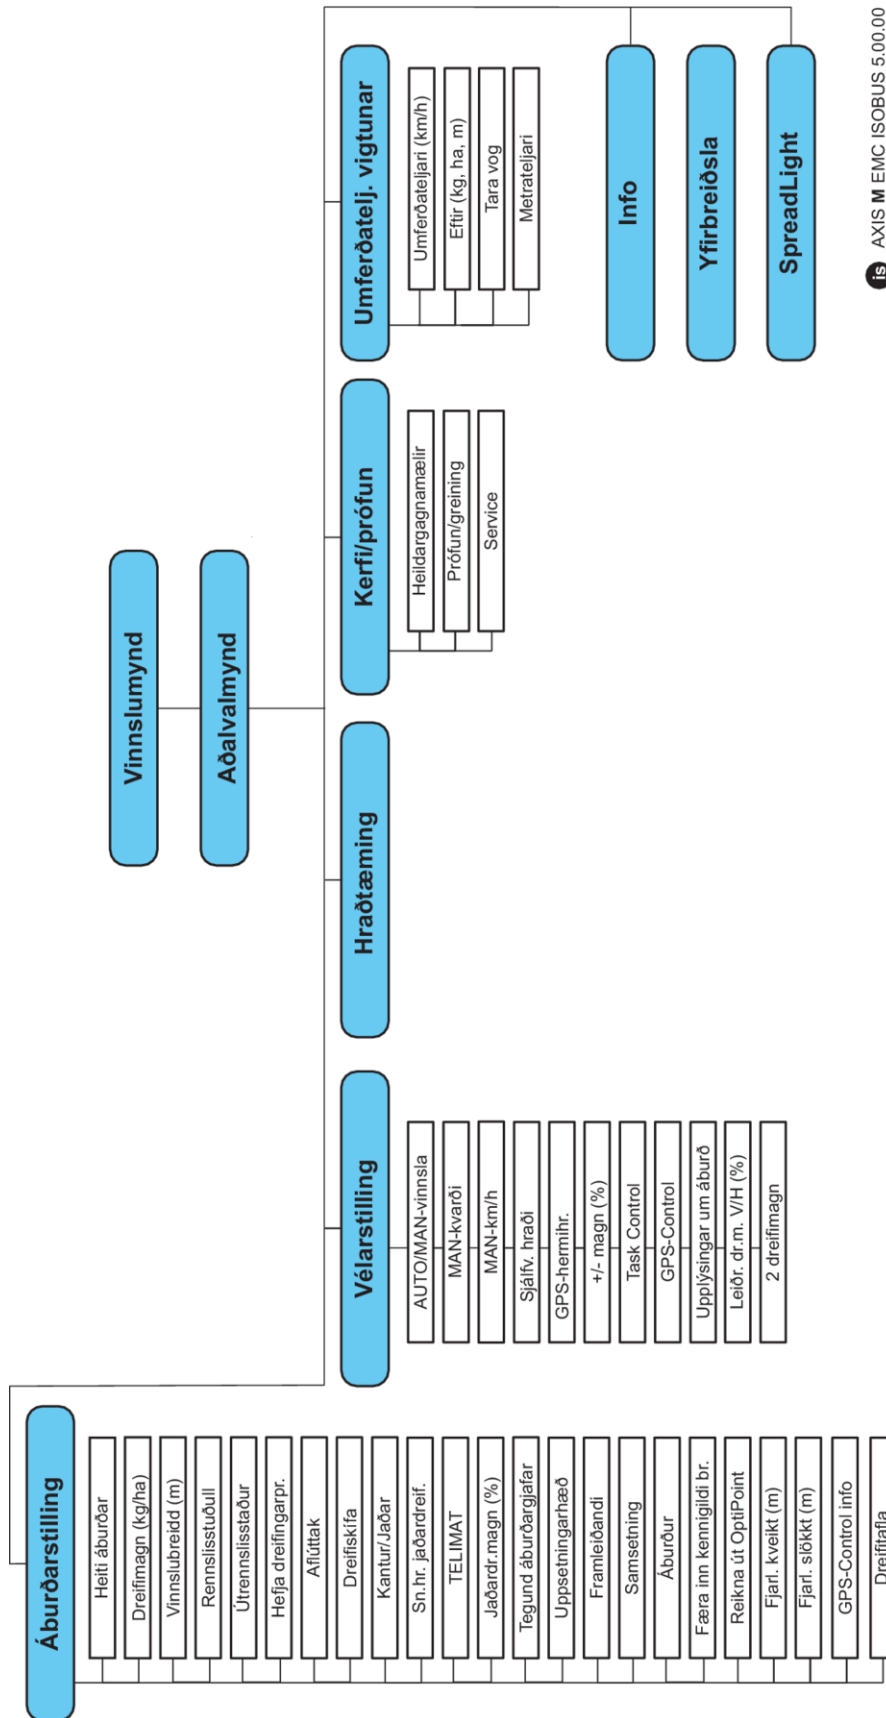 Vinnslumynd
Aðalvalmynd
Áburðarstilling
Heiti áburðar
Dreifimagn (kg/ha)
Vinnslubreidd (m)
Rennslisstuðull
Útrennslisstaður
Hefja dreifingarpr.
Aflúttak
Dreifiskífa
Kantur/Jaðar
Sn.hr. jaðardreif.
TELIMAT
Jaðardr.magn (%)
Tegund áburðargjafar
Uppsetningarhæð
Framleiðandi
Samsetning
Áburður
Færa inn kennigildi br.
Reikna út OptiPoint
Fjarl. kveikt (m)
Fjarl. slökkt (m)
GPS-Control info
Dreifitafla
Vélarstilling
AUTO/MAN-vinnsla
MAN-kvarði
MAN-km/h
Sjálfv. hraði
GPS-hermihr.
+/- magn (%)
Task Control
GPS-Control
Upplýsingar um áburð
Leiðr. dr.m. V/H (%)
2 dreifimagn
Hraðtæming
Kerfi/prófun
Heildargagnamælir
Prófun/greining
Service
Umferðatelj. vigtunar
Umferðateljari (km/h)
Eftir (kg, ha, m)
Tara vog
Metrateljari
Info
Yfirbreiðsla
SpreadLight
is AXIS M EMC ISOBUS 5.00.00